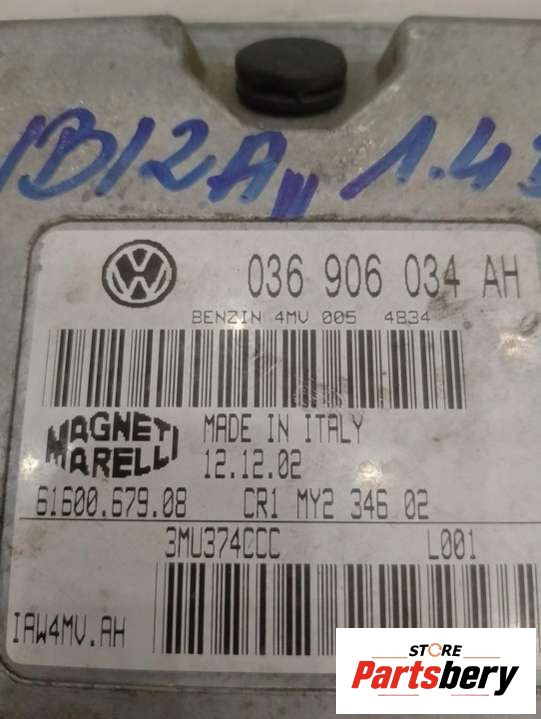 IBIZA 1.4
VW
036 906 034 AH
BENZIN 4MV 005 4834
MAGNETI MARELLI
MADE IN ITALY
12.12.02
61600.679.08 CR1 MY2 346 02
3MU374CCC L001
IAW4MV.AH
STORE
Partsbery